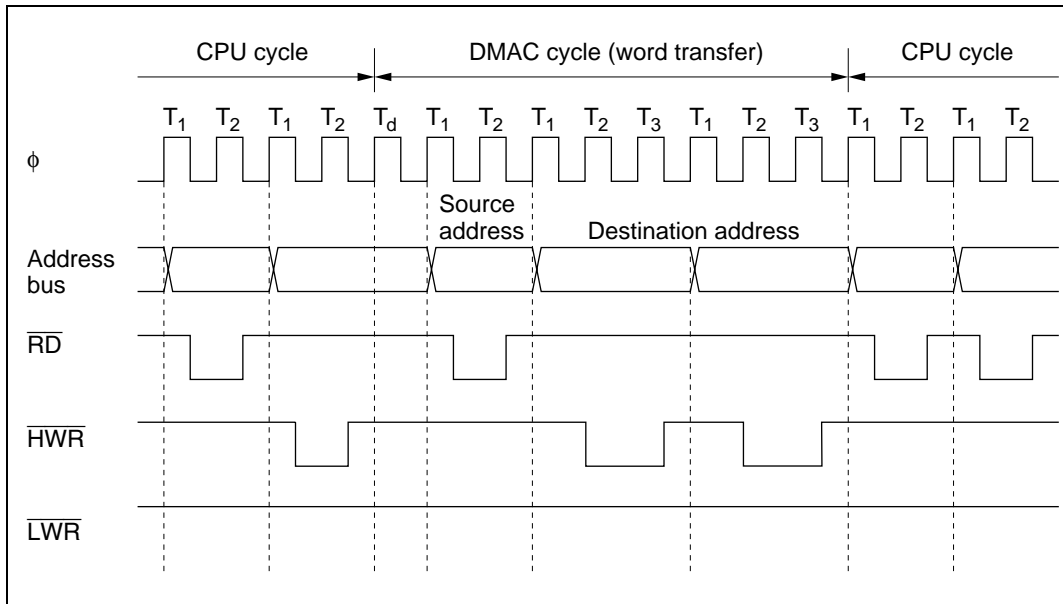 CPU cycle DMAC cycle (word transfer) CPU cycle
T1 T2 T1 T2 Td T1 T2 T1 T2 T3 T1 T2 T3 T1 T2 T1 T2
φ
Source
address Destination address
Address
bus
RD
HWR
LWR